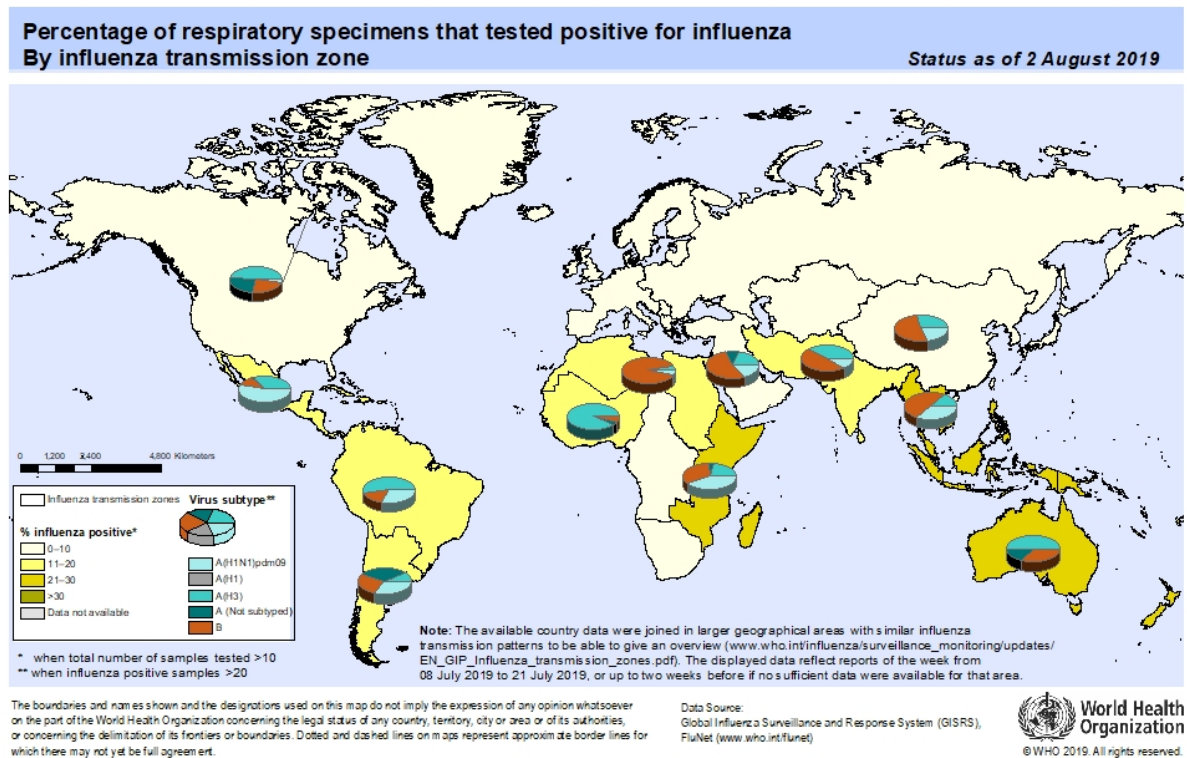 Percentage of respiratory specimens that tested positive for influenza
By influenza transmission zone
Status as of 2 August 2019
0 1,200 2,400 4,800 Kilometers
Influenza transmission zones
Virus subtype**
% influenza positive*
0–10
11–20
21–30
>30
Data not available
A(H1N1)pdm09
A(H1)
A(H3)
A (Not subtyped)
B
* when total number of samples tested >10
** when influenza positive samples >20
Note: The available country data were joined in larger geographical areas with similar influenza
transmission patterns to be able to give an overview (www.who.int/influenza/surveillance_monitoring/updates/
EN_GIP_Influenza_transmission_zones.pdf). The displayed data reflect reports of the week from
08 July 2019 to 21 July 2019, or up to two weeks before if no sufficient data were available for that area.
The boundaries and names shown and the designations used on this map do not imply the expression of any opinion whatsoever
on the part of the World Health Organization concerning the legal status of any country, territory, city or area or of its authorities,
or concerning the delimitation of its frontiers or boundaries. Dotted and dashed lines on maps represent approximate border lines for
which there may not yet be full agreement.
Data Source:
Global Influenza Surveillance and Response System (GISRS),
FluNet (www.who.int/flunet)
World Health
Organization
© WHO 2019. All rights reserved.